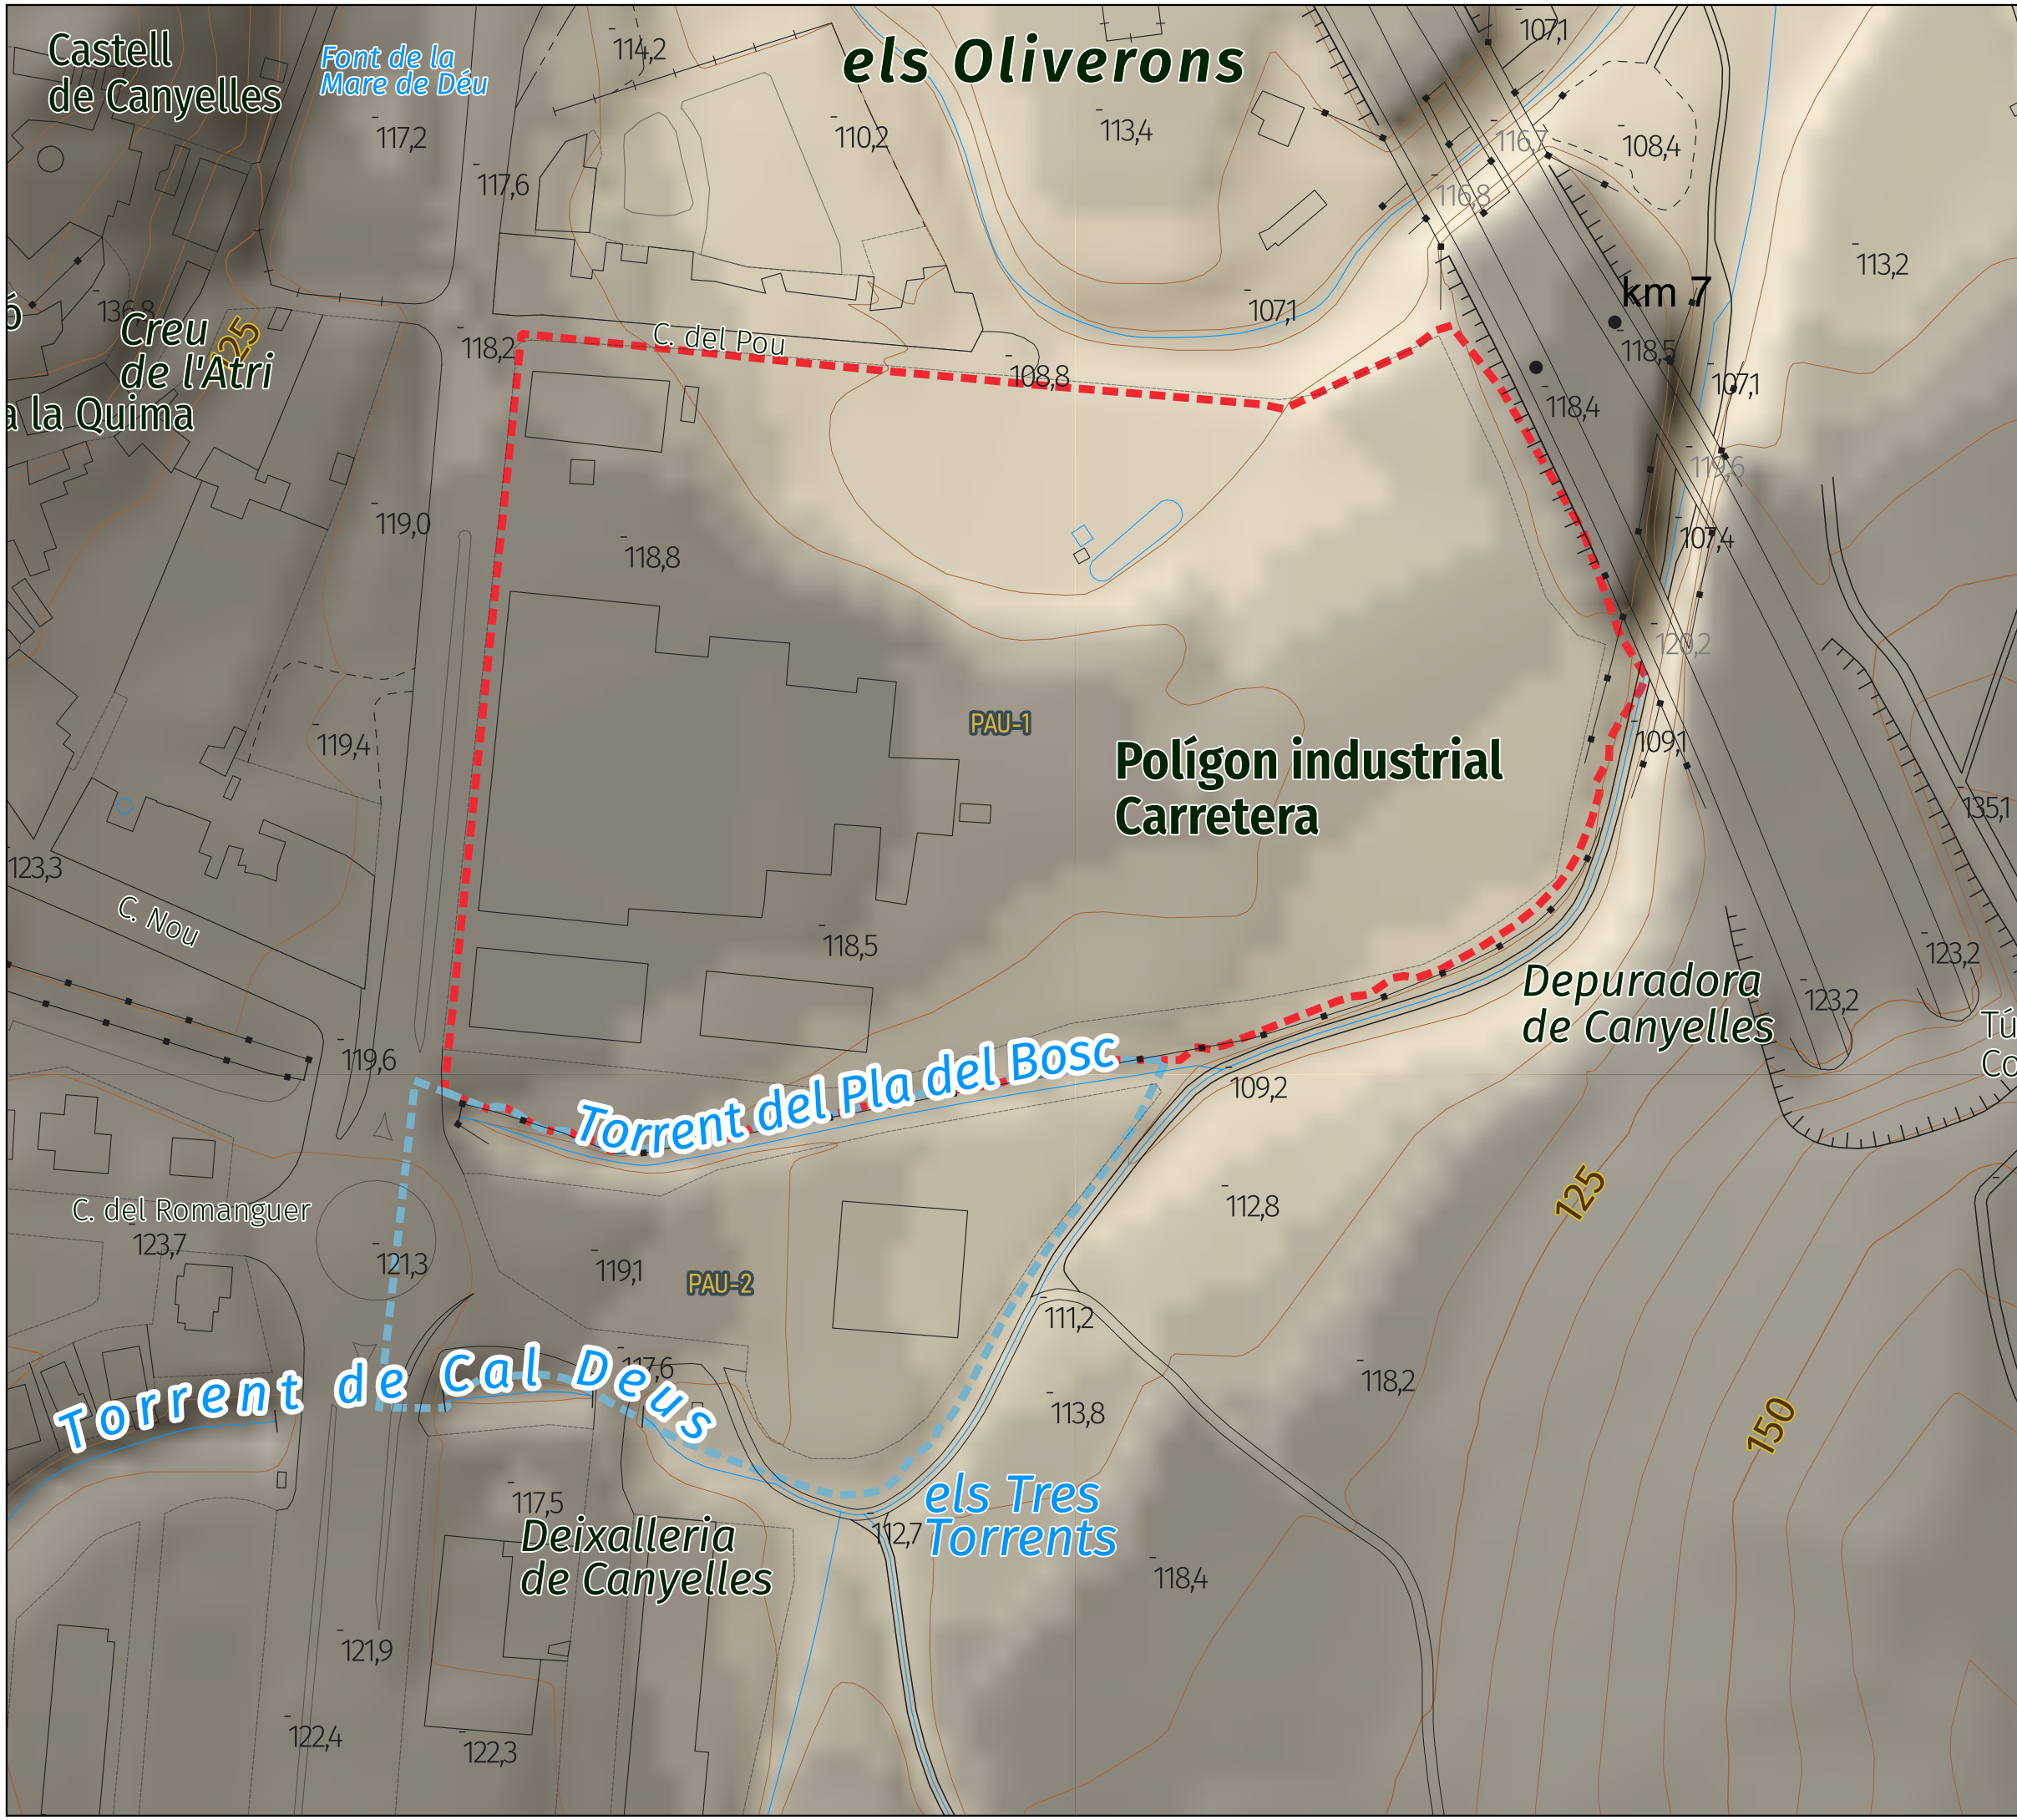 Castell
de Canyelles
Font de la
Mare de Déu
114,2
els Oliverons
107,1
117,2
117,6
110,2
113,4
116,7
108,4
116,8
113,2
136,8
ó
Creu
de l'Atri
125
a la Quima
118,2
C. del Pou
108,8
107,1
km 7
118,5
118,4
107,1
119,6
119,0
118,8
107,4
120,2
119,4
PAU-1
Polígon industrial
Carretera
109,1
135,1
123,3
C. Nou
118,5
Depuradora
de Canyelles
123,2
123,2
Tú
Co
119,6
Torrent del Pla del Bosc
109,2
C. del Romanguer
123,7
121,3
119,1
PAU-2
112,8
125
111,2
117,6
118,2
Torrent de Cal Deus
113,8
150
117,5
els Tres
Torrents
112,7
Deixalleria
de Canyelles
118,4
121,9
122,4
122,3